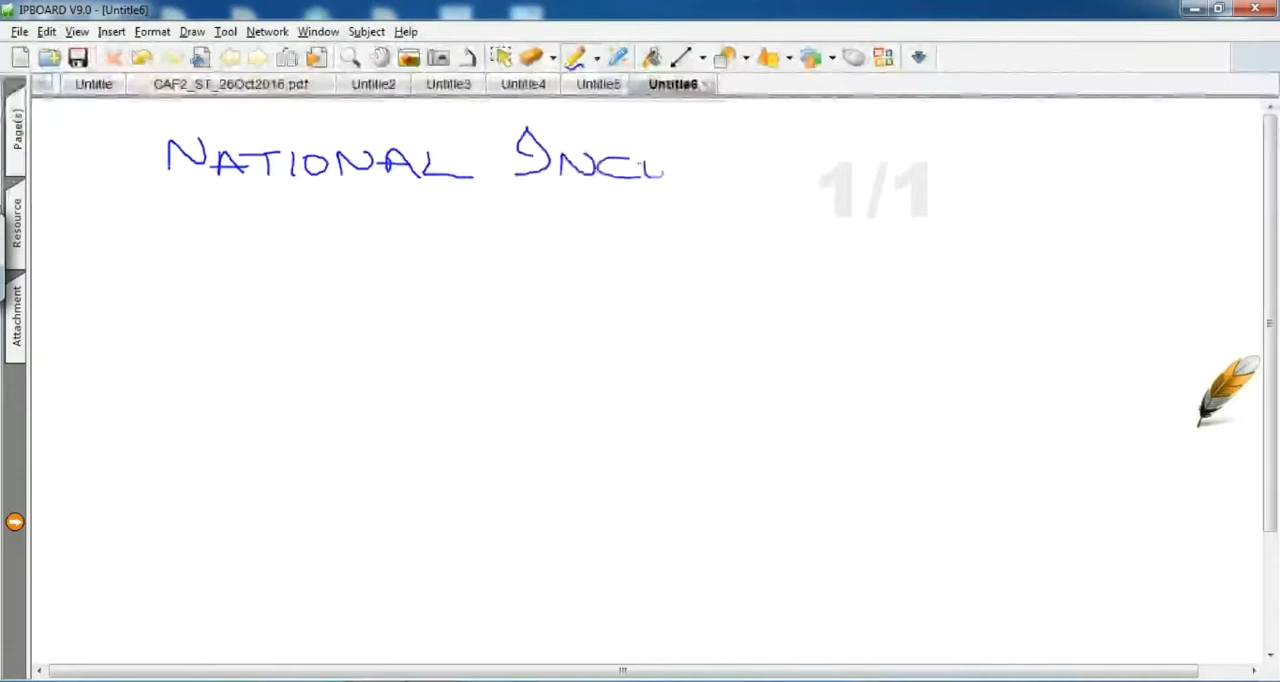 IPBOARD V9.0 - [Untitle6]
File Edit View Insert Format Draw Tool Network Window Subject Help
Untitle CAF2_ST_26Oct2016.pdf Untitle2 Untitle3 Untitle4 Untitle5 Untitle6
Page(s)
Resource
Attachment
NATIONAL INC
1/1